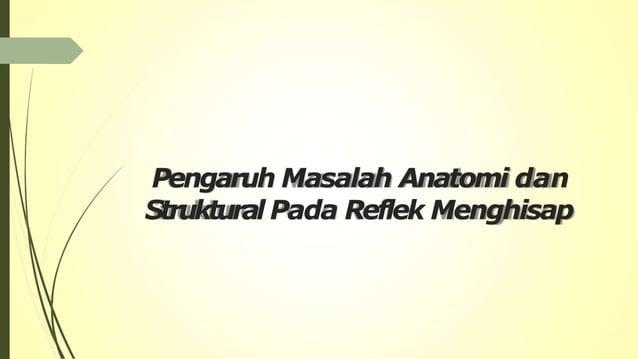 Pengaruh Masalah Anatomi dan
Struktural Pada Reflek Menghisap